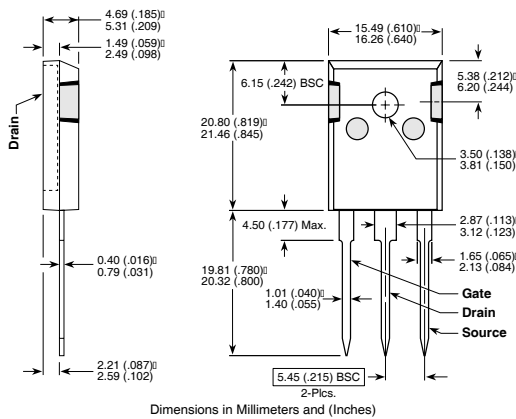 4.69 (.185)
5.31 (.209)
1.49 (.059)
2.49 (.098)
15.49 (.610)
16.26 (.640)
6.15 (.242) BSC
5.38 (.212)
6.20 (.244)
Drain
20.80 (.819)
21.46 (.845)
3.50 (.138)
3.81 (.150)
4.50 (.177) Max.
2.87 (.113)
3.12 (.123)
0.40 (.016)
0.79 (.031)
19.81 (.780)
20.32 (.800)
1.65 (.065)
2.13 (.084)
1.01 (.040)
1.40 (.055)
Gate
Drain
Source
2.21 (.087)
2.59 (.102)
5.45 (.215) BSC
2-Plcs.
Dimensions in Millimeters and (Inches)